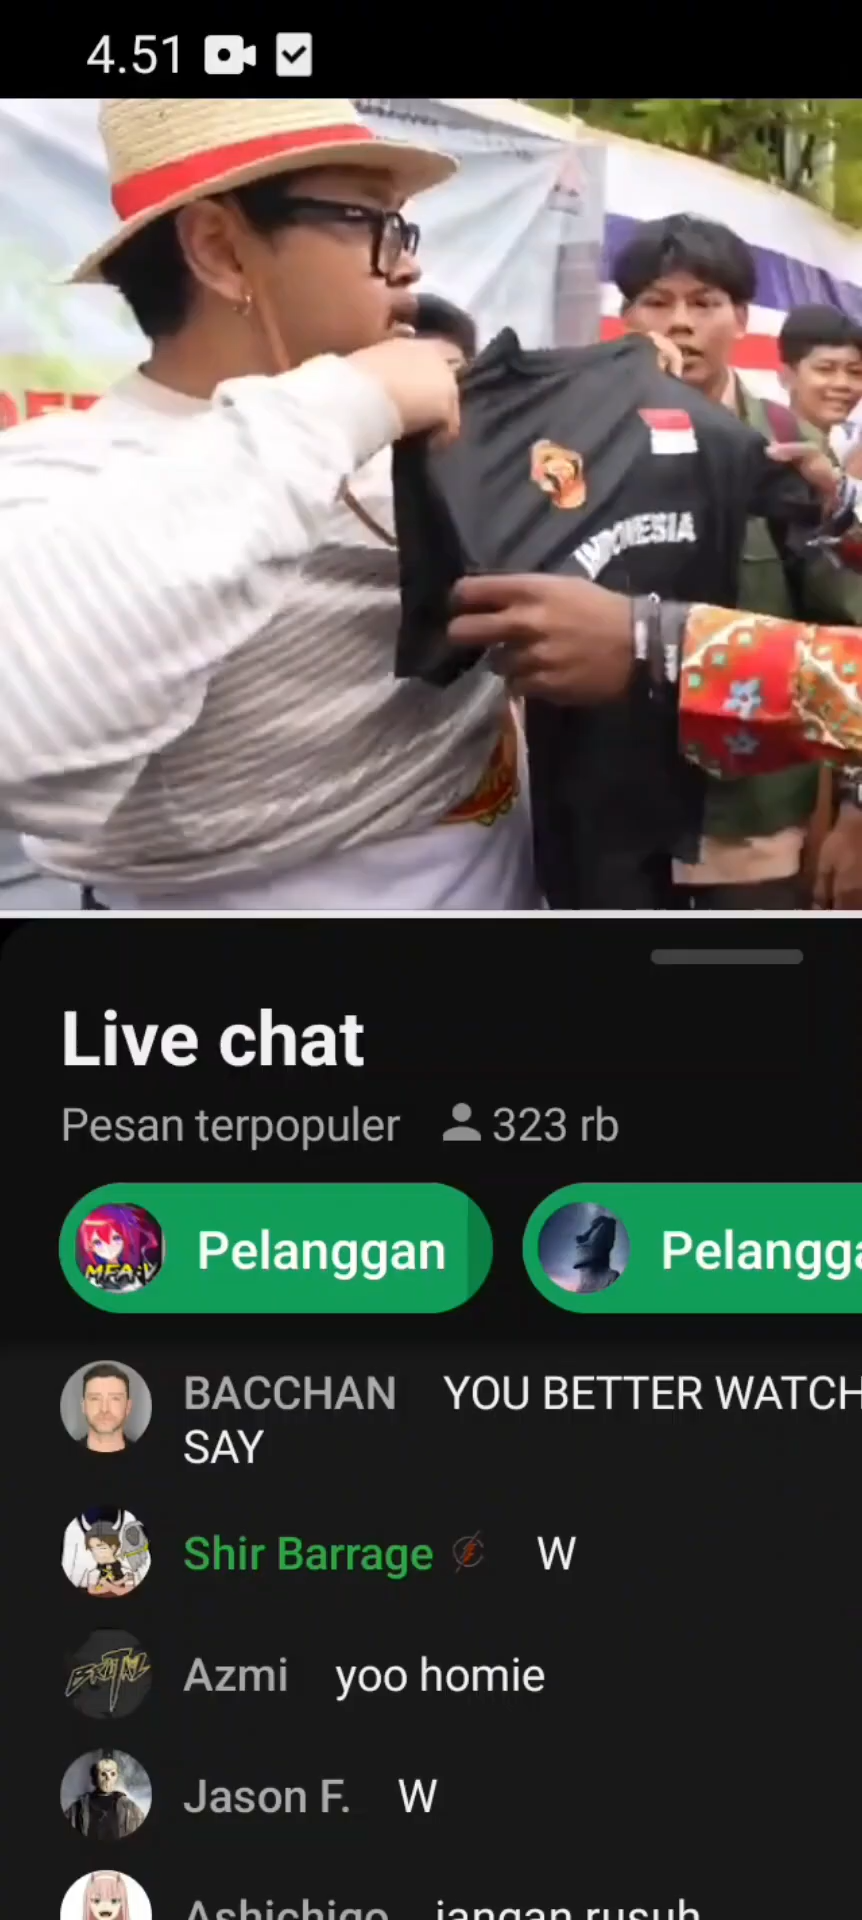 4.51
INDONESIA
Live chat
Pesan terpopuler 323 rb
Pelanggan Pelangga
BACCHAN YOU BETTER WATCH
SAY
Shir Barrage W
BRUTAL
Azmi yoo homie
Jason F. W
Ashichigo jangan rusuh